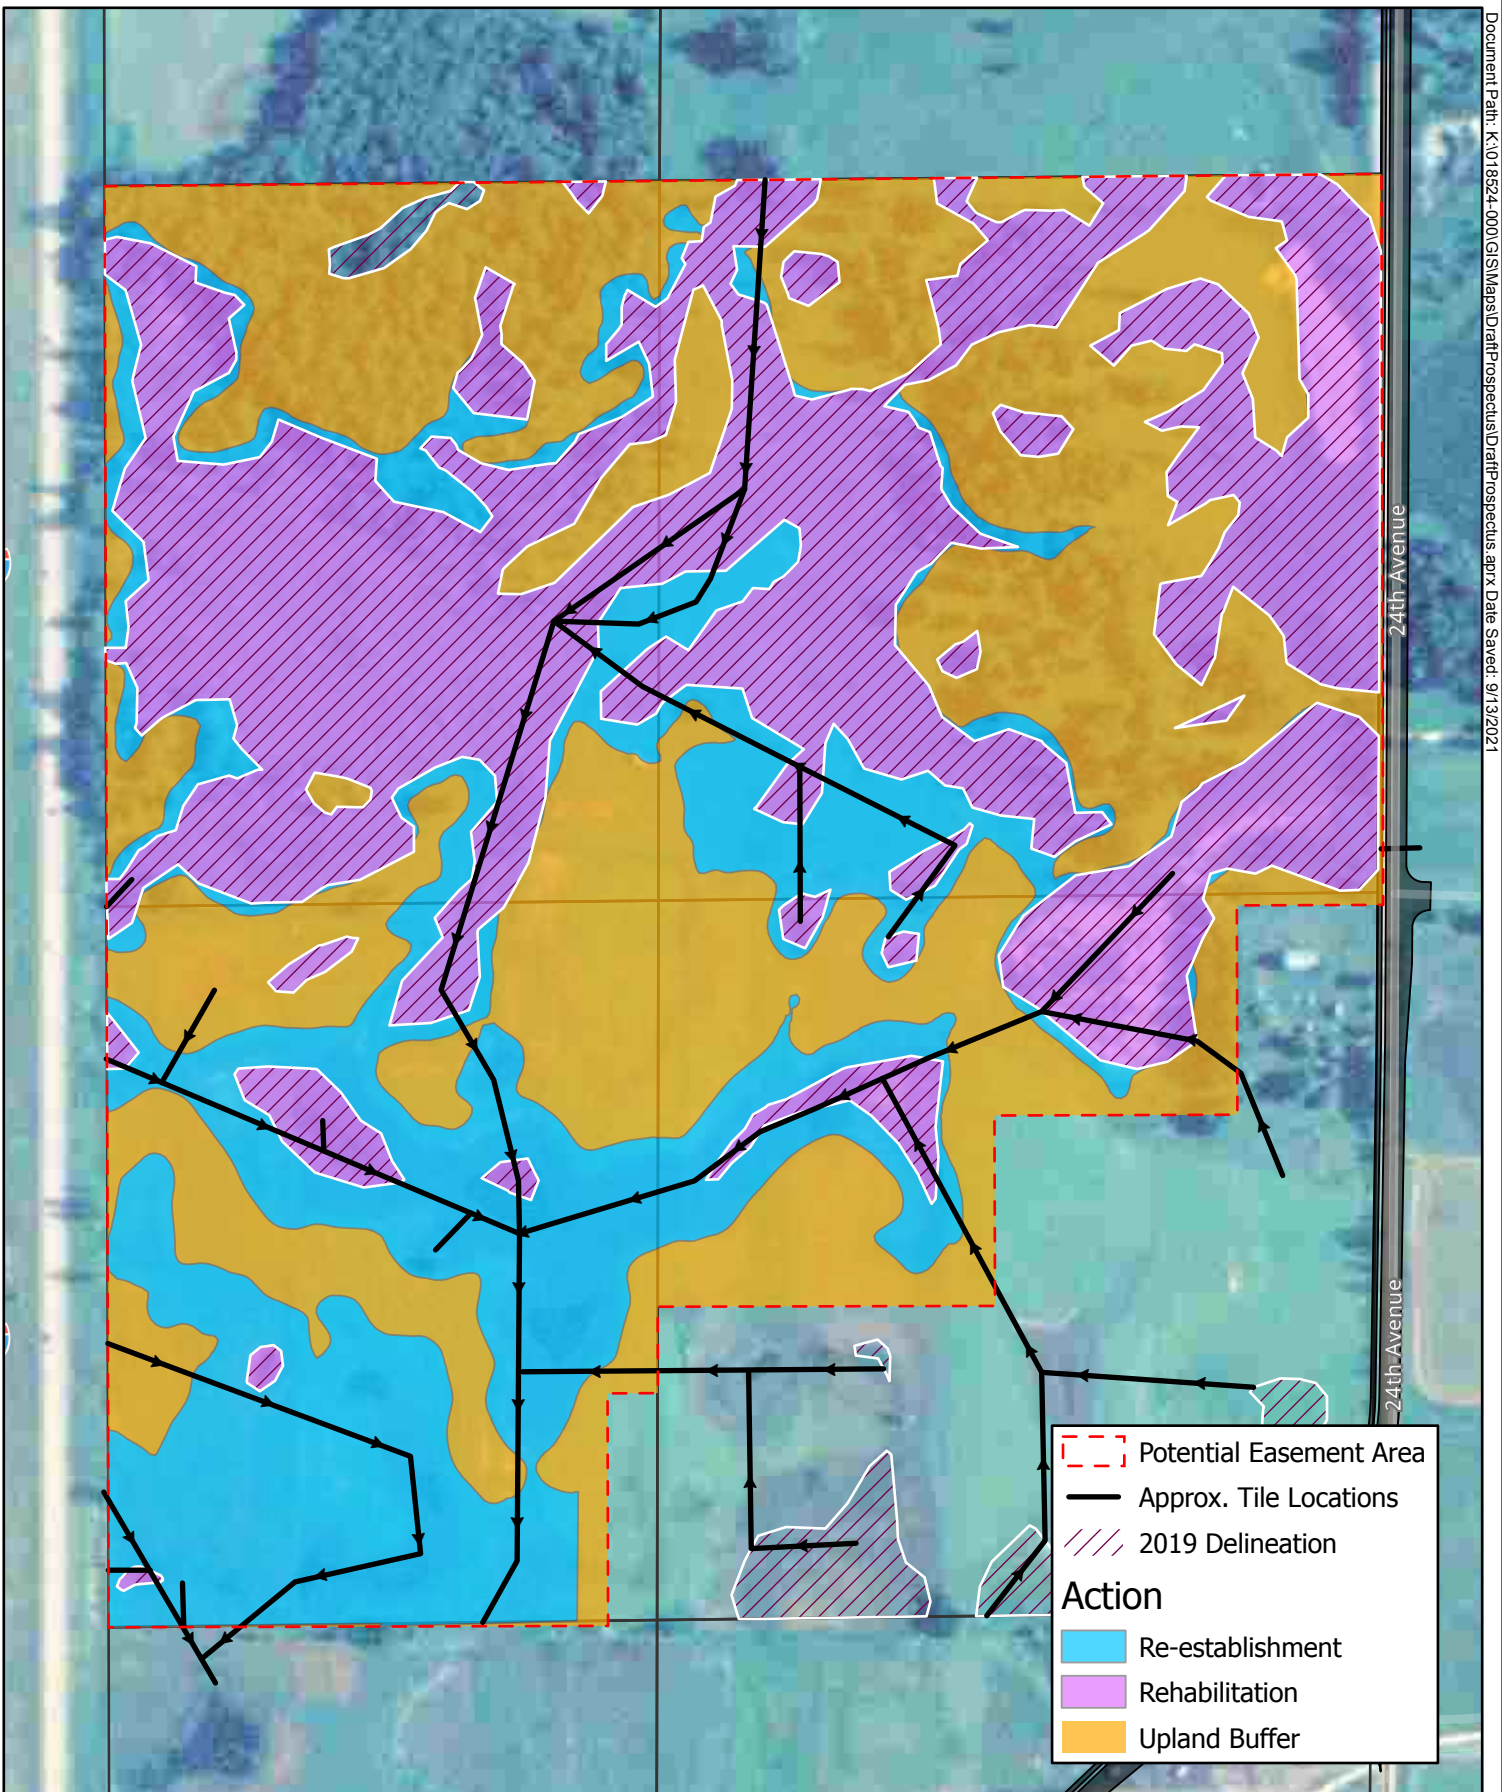 Document Path: K:\018524-000\GIS\Maps\DraftProspectus\DraftProspectus.aprx Date Saved: 9/13/2021
24th Avenue
24th Avenue
Potential Easement Area
Approx. Tile Locations
2019 Delineation
Action
Re-establishment
Rehabilitation
Upland Buffer